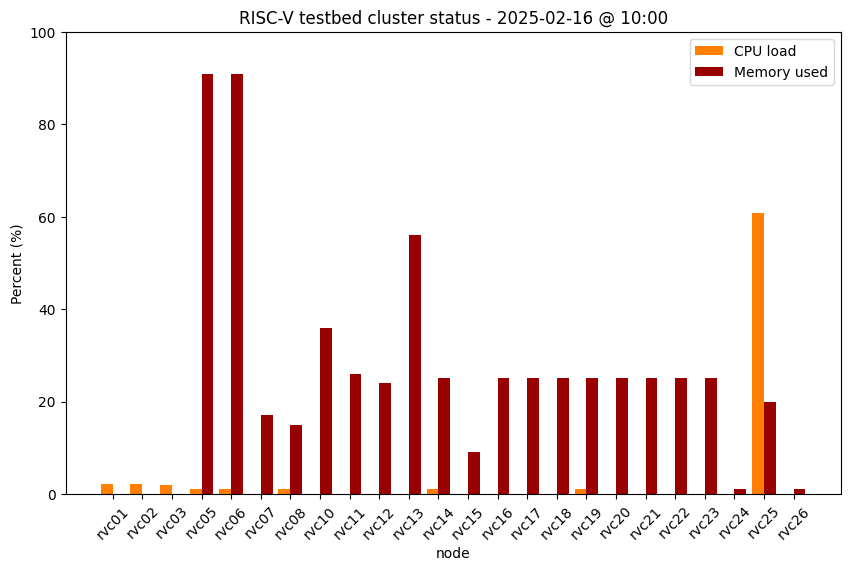 RISC-V testbed cluster status - 2025-02-16 @ 10:00
CPU load
Memory used
Percent (%)
100
80
60
40
20
0
rvc01 rvc02 rvc03 rvc05 rvc06 rvc07 rvc08 rvc10 rvc11 rvc12 rvc13 rvc14 rvc15 rvc16 rvc17 rvc18 rvc19 rvc20 rvc21 rvc22 rvc23 rvc24 rvc25 rvc26
node